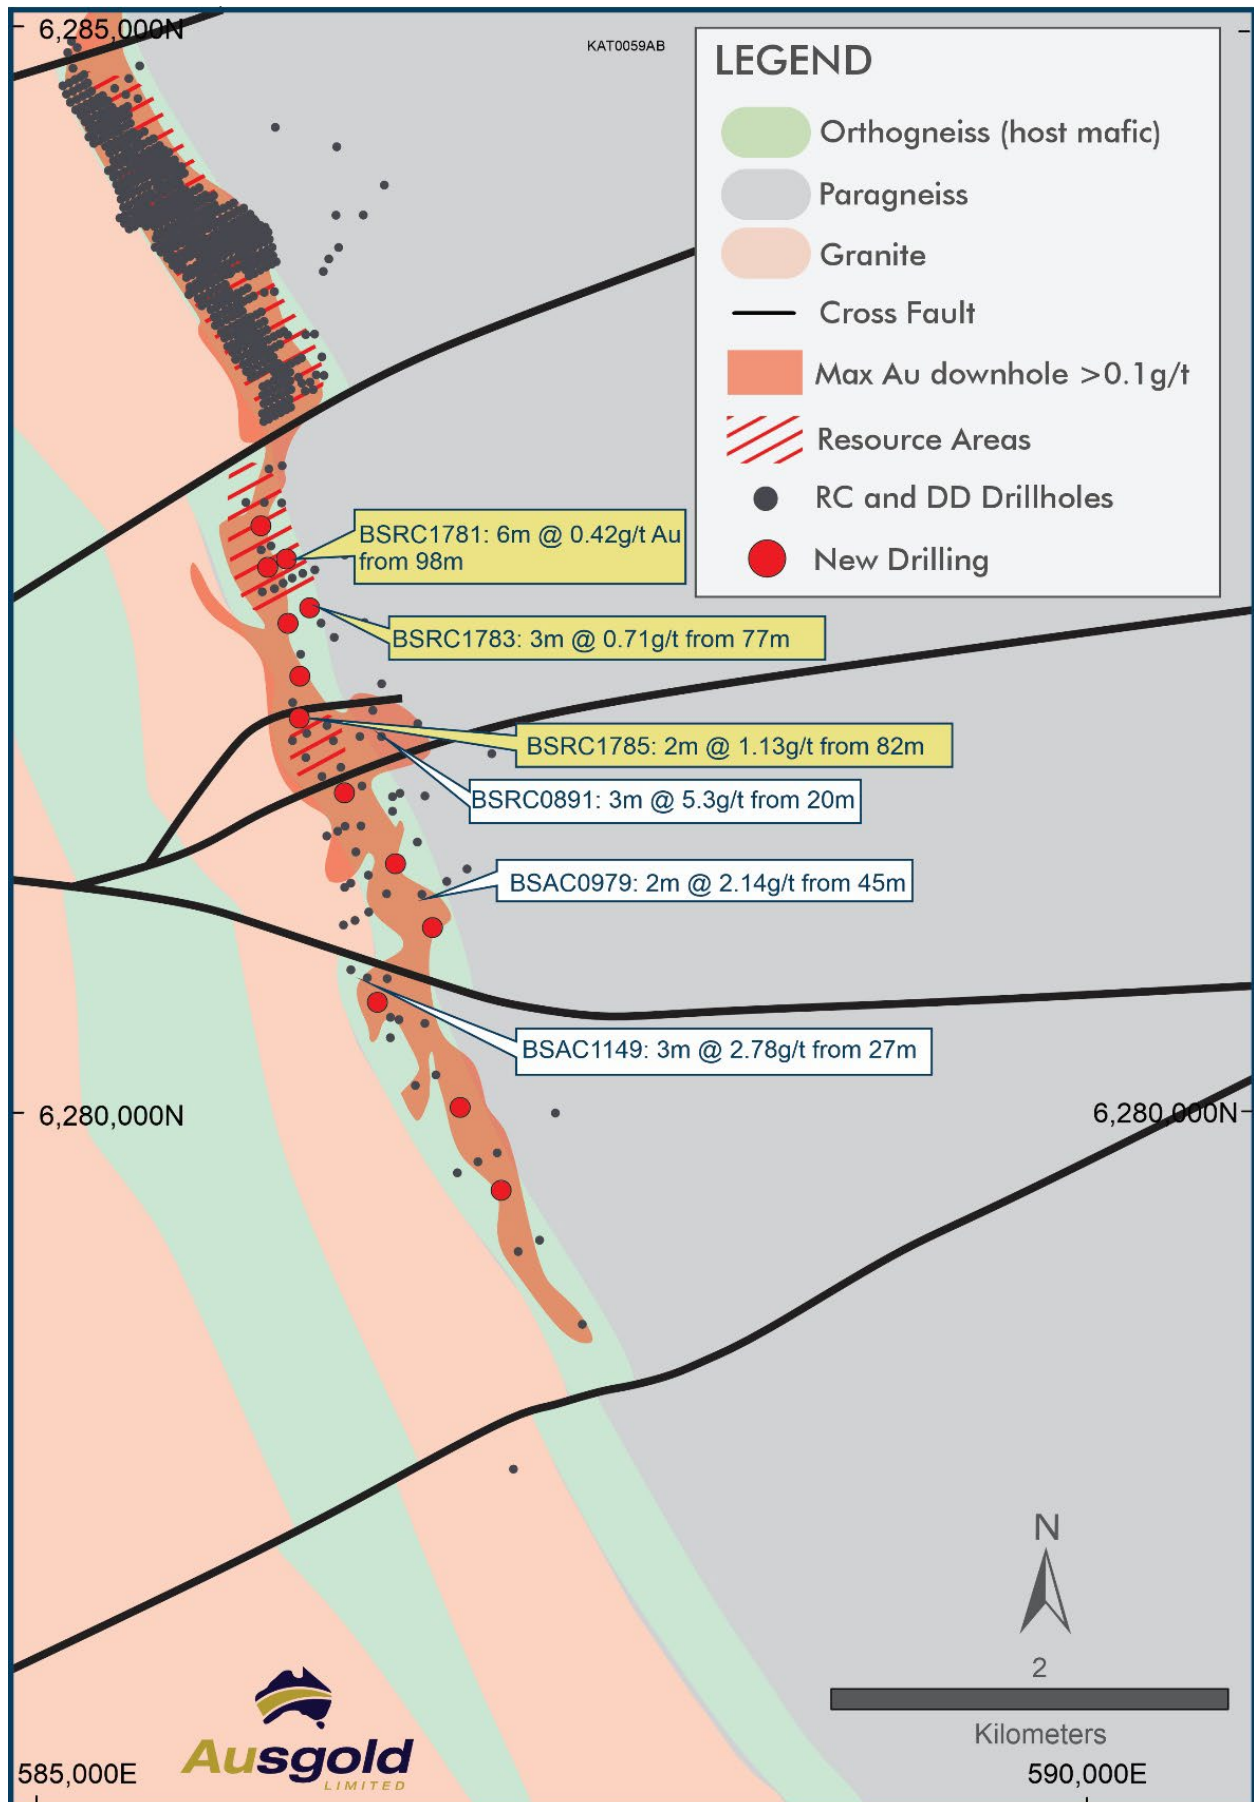 6,285,000N
KAT0059AB
LEGEND
Orthogneiss (host mafic)
Paragneiss
Granite
Cross Fault
Max Au downhole >0.1g/t
Resource Areas
RC and DD Drillholes
New Drilling
BSRC1781: 6m @ 0.42g/t Au
from 98m
BSRC1783: 3m @ 0.71g/t from 77m
BSRC1785: 2m @ 1.13g/t from 82m
BSRC0891: 3m @ 5.3g/t from 20m
BSAC0979: 2m @ 2.14g/t from 45m
BSAC1149: 3m @ 2.78g/t from 27m
6,280,000N
6,280,000N
N
2
Kilometers
Ausgold
LIMITED
585,000E
590,000E